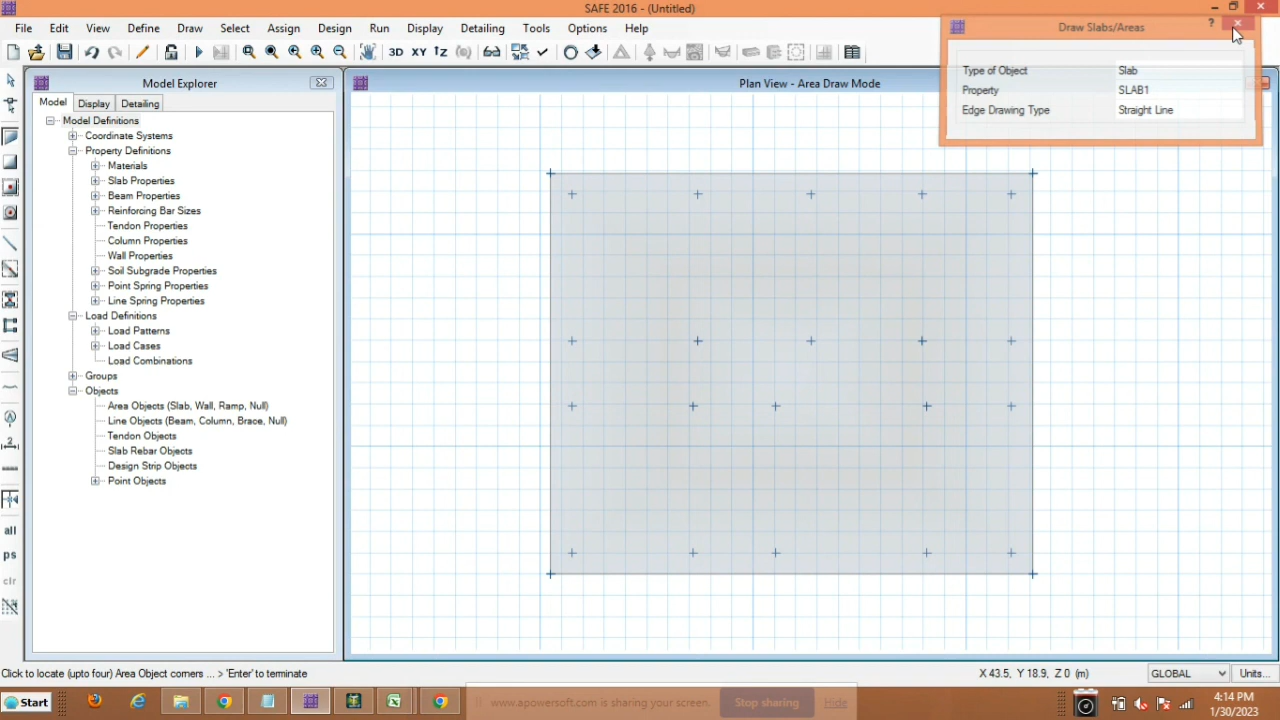 SAFE 2016 - (Untitled)
File Edit View Define Draw Select Assign Design Run Display Detailing Tools Options Help
3D XY ↑Z
Draw Slabs/Areas ?
Type of Object Slab
Property SLAB1
Edge Drawing Type Straight Line
Model Explorer
Plan View - Area Draw Mode
Model Display Detailing
Model Definitions
Coordinate Systems
Property Definitions
Materials
Slab Properties
Beam Properties
Reinforcing Bar Sizes
Tendon Properties
Column Properties
Wall Properties
Soil Subgrade Properties
Point Spring Properties
Line Spring Properties
Load Definitions
Load Patterns
Load Cases
Load Combinations
Groups
Objects
Area Objects (Slab, Wall, Ramp, Null)
Line Objects (Beam, Column, Brace, Null)
Tendon Objects
Slab Rebar Objects
Design Strip Objects
Point Objects
2
all
ps
clr
Click to locate (upto four) Area Object corners ... > 'Enter' to terminate
X 43.5, Y 18.9, Z 0 (m)
GLOBAL
Units...
Start
www.apowersoft.com is sharing your screen.
Stop sharing
Hide
4:14 PM
1/30/2023